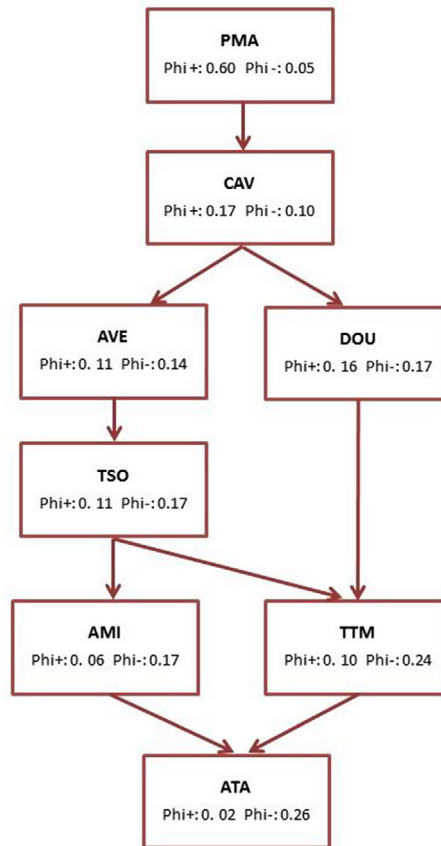 PMA
Phi+: 0.60 Phi-: 0.05
CAV
Phi+: 0.17 Phi-: 0.10
AVE
Phi+: 0. 11 Phi-: 0.14
DOU
Phi+: 0. 16 Phi-: 0.17
TSO
Phi+: 0. 11 Phi-: 0.17
AMI
Phi+: 0. 06 Phi-: 0.17
TTM
Phi+: 0. 10 Phi-: 0.24
ATA
Phi+: 0. 02 Phi-: 0.26